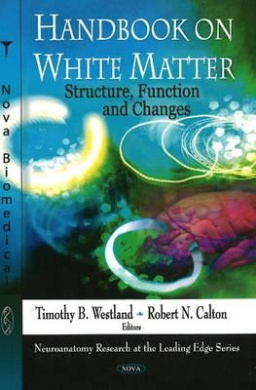 HANDBOOK ON
WHITE MATTER
Structure, Function
and Changes
Nova Biomedical
Timothy B. Westland - Robert N. Calton
Editors
Neuroanatomy Research at the Leading Edge Series
NOVA